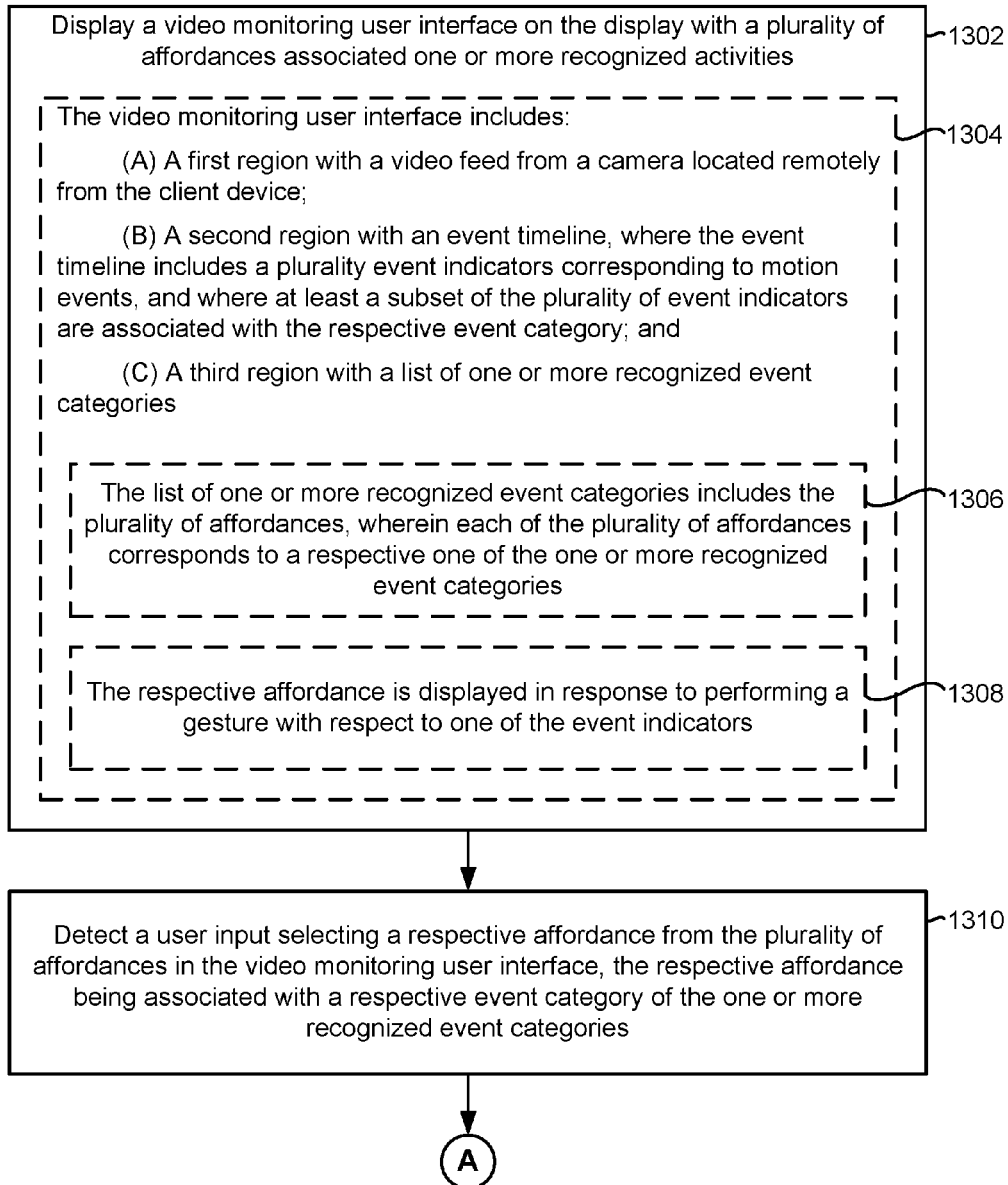 Display a video monitoring user interface on the display with a plurality of
affordances associated one or more recognized activities
1302
The video monitoring user interface includes:
1304
(A) A first region with a video feed from a camera located remotely
from the client device;
(B) A second region with an event timeline, where the event
timeline includes a plurality event indicators corresponding to motion
events, and where at least a subset of the plurality of event indicators
are associated with the respective event category; and
(C) A third region with a list of one or more recognized event
categories
The list of one or more recognized event categories includes the
plurality of affordances, wherein each of the plurality of affordances
corresponds to a respective one of the one or more recognized
event categories
1306
The respective affordance is displayed in response to performing a
gesture with respect to one of the event indicators
1308
Detect a user input selecting a respective affordance from the plurality of
affordances in the video monitoring user interface, the respective affordance
being associated with a respective event category of the one or more
recognized event categories
1310
A